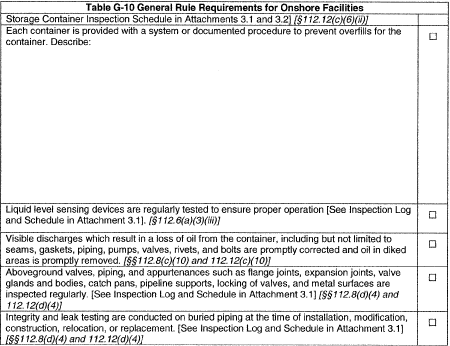 Table G-10 General Rule Requirements for Onshore Facilities
Storage Container Inspection Schedule in Attachments 3.1 and 3.2] [§112.12(c)(6)(ii)]
Each container is provided with a system or documented procedure to prevent overfills for the
container. Describe:
Liquid level sensing devices are regularly tested to ensure proper operation [See Inspection Log
and Schedule in Attachment 3.1]. [§112.6(a)(3)(iii)]
Visible discharges which result in a loss of oil from the container, including but not limited to
seams, gaskets, piping, pumps, valves, rivets, and bolts are promptly corrected and oil in diked
areas is promptly removed. [§§112.8(c)(10) and 112.12(c)(10)]
Aboveground valves, piping, and appurtenances such as flange joints, expansion joints, valve
glands and bodies, catch pans, pipeline supports, locking of valves, and metal surfaces are
inspected regularly. [See Inspection Log and Schedule in Attachment 3.1] [§§112.8(d)(4) and
112.12(d)(4)]
Integrity and leak testing are conducted on buried piping at the time of installation, modification,
construction, relocation, or replacement. [See Inspection Log and Schedule in Attachment 3.1]
[§§112.8(d)(4) and 112.12(d)(4)]